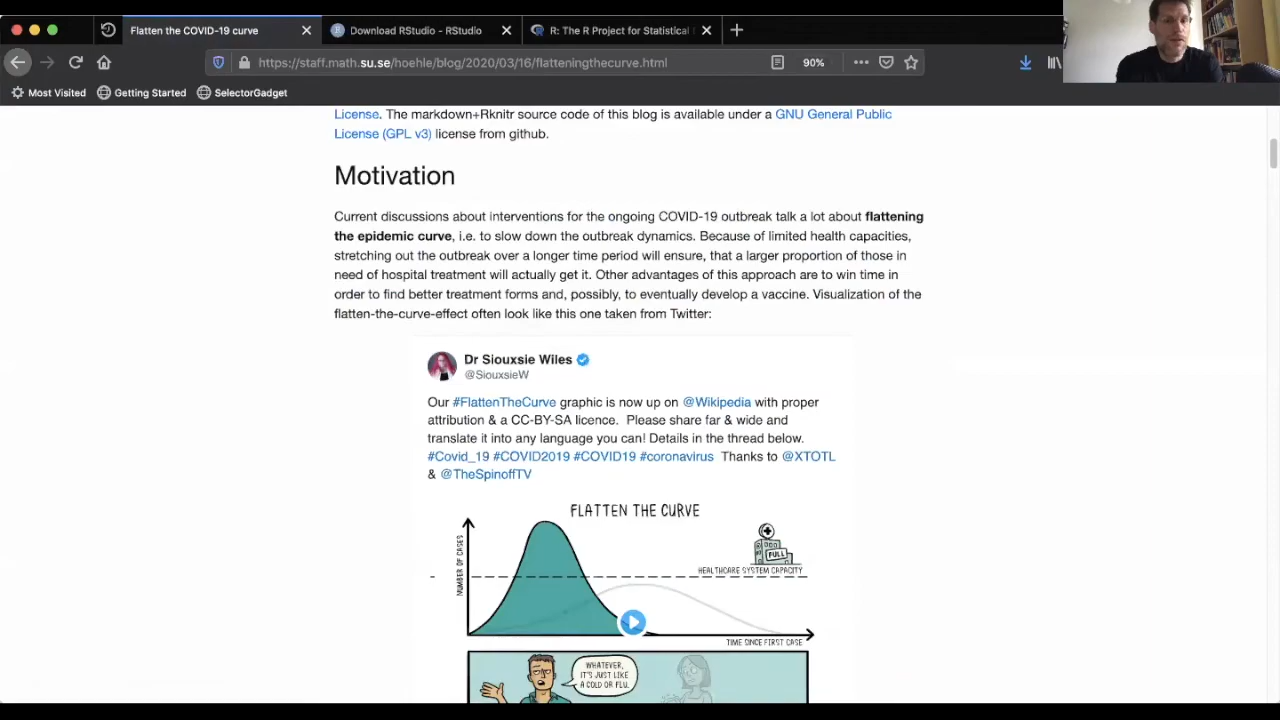 Flatten the COVID-19 curve
Download RStudio - RStudio
R: The R Project for Statistical
https://staff.math.su.se/hoehle/blog/2020/03/16/flatteningthecurve.html
90%
Most Visited
Getting Started
SelectorGadget
License. The markdown+Rknitr source code of this blog is available under a GNU General Public
License (GPL v3) license from github.
Motivation
Current discussions about interventions for the ongoing COVID-19 outbreak talk a lot about flattening
the epidemic curve, i.e. to slow down the outbreak dynamics. Because of limited health capacities,
stretching out the outbreak over a longer time period will ensure, that a larger proportion of those in
need of hospital treatment will actually get it. Other advantages of this approach are to win time in
order to find better treatment forms and, possibly, to eventually develop a vaccine. Visualization of the
flatten-the-curve-effect often look like this one taken from Twitter:
Dr Siouxsie Wiles
@SiouxsieW
Our #FlattenTheCurve graphic is now up on @Wikipedia with proper
attribution & a CC-BY-SA licence. Please share far & wide and
translate it into any language you can! Details in the thread below.
#Covid_19 #COVID2019 #COVID19 #coronavirus Thanks to @XTOTL
& @TheSpinoffTV
FLATTEN THE CURVE
NUMBER OF CASES
FULL
HEALTHCARE SYSTEM CAPACITY
TIME SINCE FIRST CASE
WHATEVER,
IT'S JUST LIKE
A COLD OR FLU.